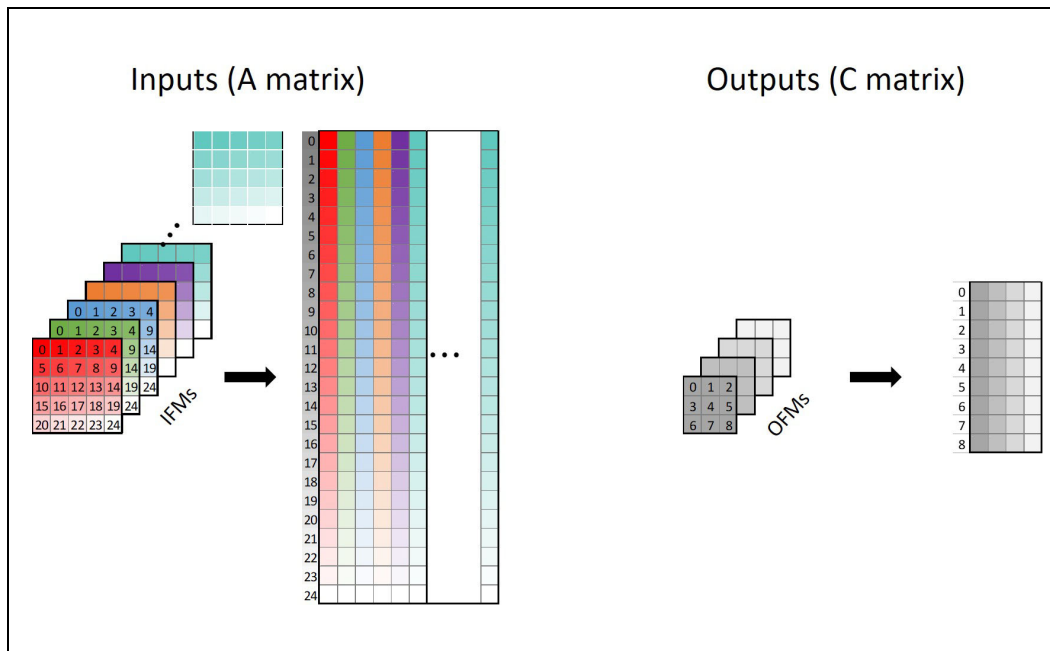 Inputs (A matrix)
Outputs (C matrix)
0 1 2 3 4
0 1 2 3 4 9
0 1 2 3 4 9 14
5 6 7 8 9 14 19
10 11 12 13 14 19 24
15 16 17 18 19 24
20 21 22 23 24
IFMs
0
1
2
3
4
5
6
7
8
9
10
11
12
13
14
15
16
17
18
19
20
21
22
23
24
...
0 1 2
3 4 5
6 7 8
OFMs
0
1
2
3
4
5
6
7
8